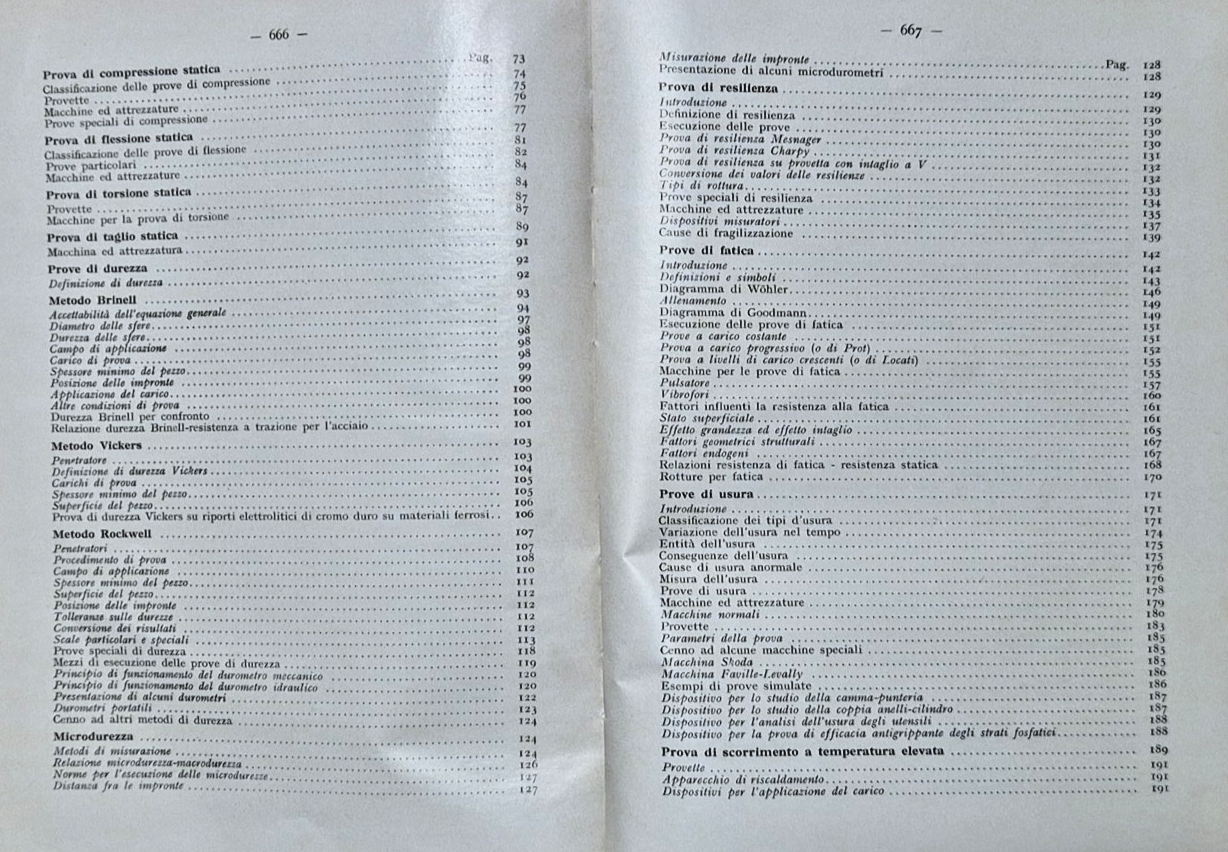 — 666 —
Prova di compressione statica . . . . . Pag. 73
Classificazione delle prove di compressione . . . . . 74
Provette . . . . . 75
Macchine ed attrezzature . . . . . 76
Prove speciali di compressione . . . . . 77
Prova di flessione statica . . . . . 77
Classificazione delle prove di flessione . . . . . 81
Prove particolari . . . . . 82
Macchine ed attrezzature . . . . . 84
Prova di torsione statica . . . . . 84
Provette . . . . . 87
Macchine per la prova di torsione . . . . . 87
Prova di taglio statica . . . . . 89
Macchina ed attrezzatura . . . . . 91
Prove di durezza . . . . . 92
Definizione di durezza . . . . . 92
Metodo Brinell . . . . . 93
Accettabilità dell'equazione generale . . . . . 94
Diametro delle sfere . . . . . 97
Durezza delle sfere . . . . . 98
Campo di applicazione . . . . . 98
Carico di prova . . . . . 98
Spessore minimo del pezzo . . . . . 99
Posizione delle impronte . . . . . 99
Applicazione del carico . . . . . 100
Altre condizioni di prova . . . . . 100
Durezza Brinell per confronto . . . . . 100
Relazione durezza Brinell-resistenza a trazione per l'acciaio . . . . . 101
Metodo Vickers . . . . . 103
Penetratore . . . . . 103
Definizione di durezza Vickers . . . . . 104
Carichi di prova . . . . . 105
Spessore minimo del pezzo . . . . . 105
Superficie del pezzo . . . . . 106
Prova di durezza Vickers su riporti elettrolitici di cromo duro su materiali ferrosi . . 106
Metodo Rockwell . . . . . 107
Penetratori . . . . . 107
Procedimento di prova . . . . . 108
Campo di applicazione . . . . . 110
Spessore minimo del pezzo . . . . . 111
Superficie del pezzo . . . . . 112
Posizione delle impronte . . . . . 112
Tolleranze sulle durezze . . . . . 112
Conversione dei risultati . . . . . 112
Scale particolari e speciali . . . . . 113
Prove speciali di durezza . . . . . 118
Mezzi di esecuzione delle prove di durezza . . . . . 119
Principio di funzionamento del durometro meccanico . . . . . 120
Principio di funzionamento del durometro idraulico . . . . . 120
Presentazione di alcuni durometri . . . . . 122
Durometri portatili . . . . . 123
Cenno ad altri metodi di durezza . . . . . 124
Microdurezza . . . . . 124
Metodi di misurazione . . . . . 124
Relazione microdurezza-macrodurezza . . . . . 126
Norme per l'esecuzione delle microdurezze . . . . . 127
Distanza fra le impronte . . . . . 127
— 667 —
Misurazione delle impronte . . . . . Pag. 128
Presentazione di alcuni microdurometri . . . . . 128
Prova di resilienza . . . . . 129
Introduzione . . . . . 129
Definizione di resilienza . . . . . 130
Esecuzione delle prove . . . . . 130
Prova di resilienza Mesnager . . . . . 130
Prova di resilienza Charpy . . . . . 131
Prova di resilienza su provetta con intaglio a V . . . . . 132
Conversione dei valori delle resilienze . . . . . 132
Tipi di rottura . . . . . 133
Prove speciali di resilienza . . . . . 134
Macchine ed attrezzature . . . . . 135
Dispositivi misuratori . . . . . 137
Cause di fragilizzazione . . . . . 139
Prove di fatica . . . . . 142
Introduzione . . . . . 142
Definizioni e simboli . . . . . 143
Diagramma di Wöhler . . . . . 146
Allenamento . . . . . 149
Diagramma di Goodmann . . . . . 149
Esecuzione delle prove di fatica . . . . . 151
Prove a carico costante . . . . . 151
Prova a carico progressivo (o di Prot) . . . . . 152
Prova a livelli di carico crescenti (o di Locati) . . . . . 155
Macchine per le prove di fatica . . . . . 155
Pulsatore . . . . . 157
Vibrofori . . . . . 160
Fattori influenti la resistenza alla fatica . . . . . 161
Stato superficiale . . . . . 161
Effetto grandezza ed effetto intaglio . . . . . 165
Fattori geometrici strutturali . . . . . 167
Fattori endogeni . . . . . 167
Relazioni resistenza di fatica - resistenza statica . . . . . 168
Rotture per fatica . . . . . 170
Prove di usura . . . . . 171
Introduzione . . . . . 171
Classificazione dei tipi d'usura . . . . . 171
Variazione dell'usura nel tempo . . . . . 174
Entità dell'usura . . . . . 175
Conseguenze dell'usura . . . . . 175
Cause di usura anormale . . . . . 176
Misura dell'usura . . . . . 176
Prove di usura . . . . . 178
Macchine ed attrezzature . . . . . 179
Macchine normali . . . . . 180
Provette . . . . . 183
Parametri della prova . . . . . 185
Cenno ad alcune macchine speciali . . . . . 185
Macchina Skoda . . . . . 185
Macchina Faville-Levally . . . . . 186
Esempi di prove simulate . . . . . 186
Dispositivo per lo studio della camma-punteria . . . . . 187
Dispositivo per lo studio della coppia anelli-cilindro . . . . . 187
Dispositivo per l'analisi dell'usura degli utensili . . . . . 188
Dispositivo per la prova di efficacia antigrippante degli strati fosfatici . . . . . 188
Prova di scorrimento a temperatura elevata . . . . . 189
Provette . . . . . 191
Apparecchio di riscaldamento . . . . . 191
Dispositivi per l'applicazione del carico . . . . . 191